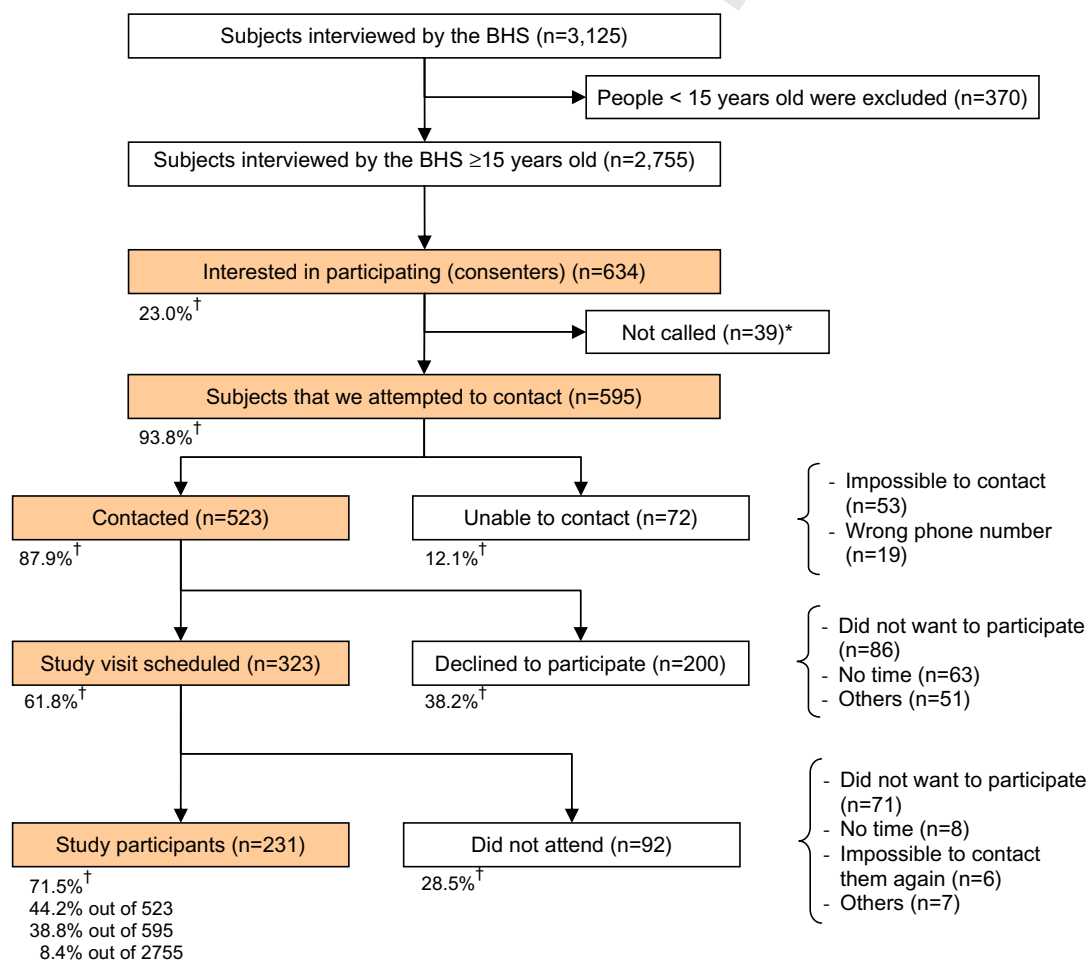 Subjects interviewed by the BHS (n=3,125)
People < 15 years old were excluded (n=370)
Subjects interviewed by the BHS ≥15 years old (n=2,755)
Interested in participating (consenters) (n=634)
23.0%†
Not called (n=39)*
Subjects that we attempted to contact (n=595)
93.8%†
Contacted (n=523)
87.9%†
Unable to contact (n=72)
12.1%†
- Impossible to contact
(n=53)
- Wrong phone number
(n=19)
Study visit scheduled (n=323)
61.8%†
Declined to participate (n=200)
38.2%†
- Did not want to participate
(n=86)
- No time (n=63)
- Others (n=51)
Study participants (n=231)
71.5%†
44.2% out of 523
38.8% out of 595
8.4% out of 2755
Did not attend (n=92)
28.5%†
- Did not want to participate
(n=71)
- No time (n=8)
- Impossible to contact
them again (n=6)
- Others (n=7)